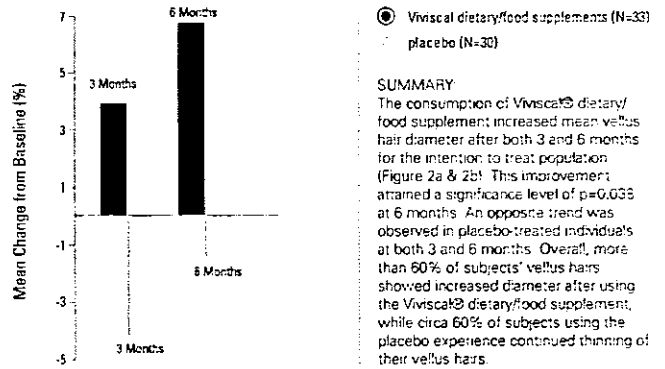 Mean Change from Baseline (%)
7
5
3
1
-1
-3
-5
3 Months
6 Months
6 Months
3 Months
Viviscal dietary/food supplements (N=33)
placebo (N=30)
SUMMARY
The consumption of Viviscal® dietary/
food supplement increased mean vellus
hair diameter after both 3 and 6 months
for the intention to treat population
(Figure 2a & 2b). This improvement
attained a significance level of p=0.038
at 6 months. An opposite trend was
observed in placebo-treated individuals
at both 3 and 6 months. Overall, more
than 60% of subjects' vellus hairs
showed increased diameter after using
the Viviscal® dietary/food supplement,
while circa 60% of subjects using the
placebo experience continued thinning of
their vellus hairs.